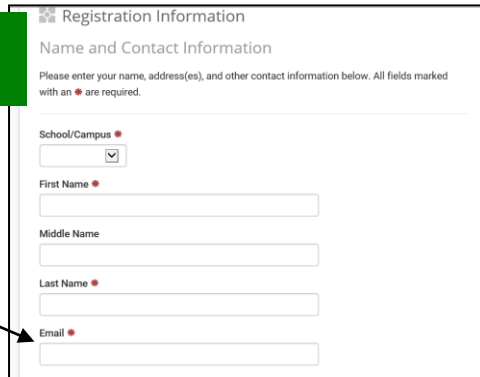 Registration Information
Name and Contact Information
Please enter your name, address(es), and other contact information below. All fields marked
with an * are required.
School/Campus *
First Name *
Middle Name
Last Name *
Email *